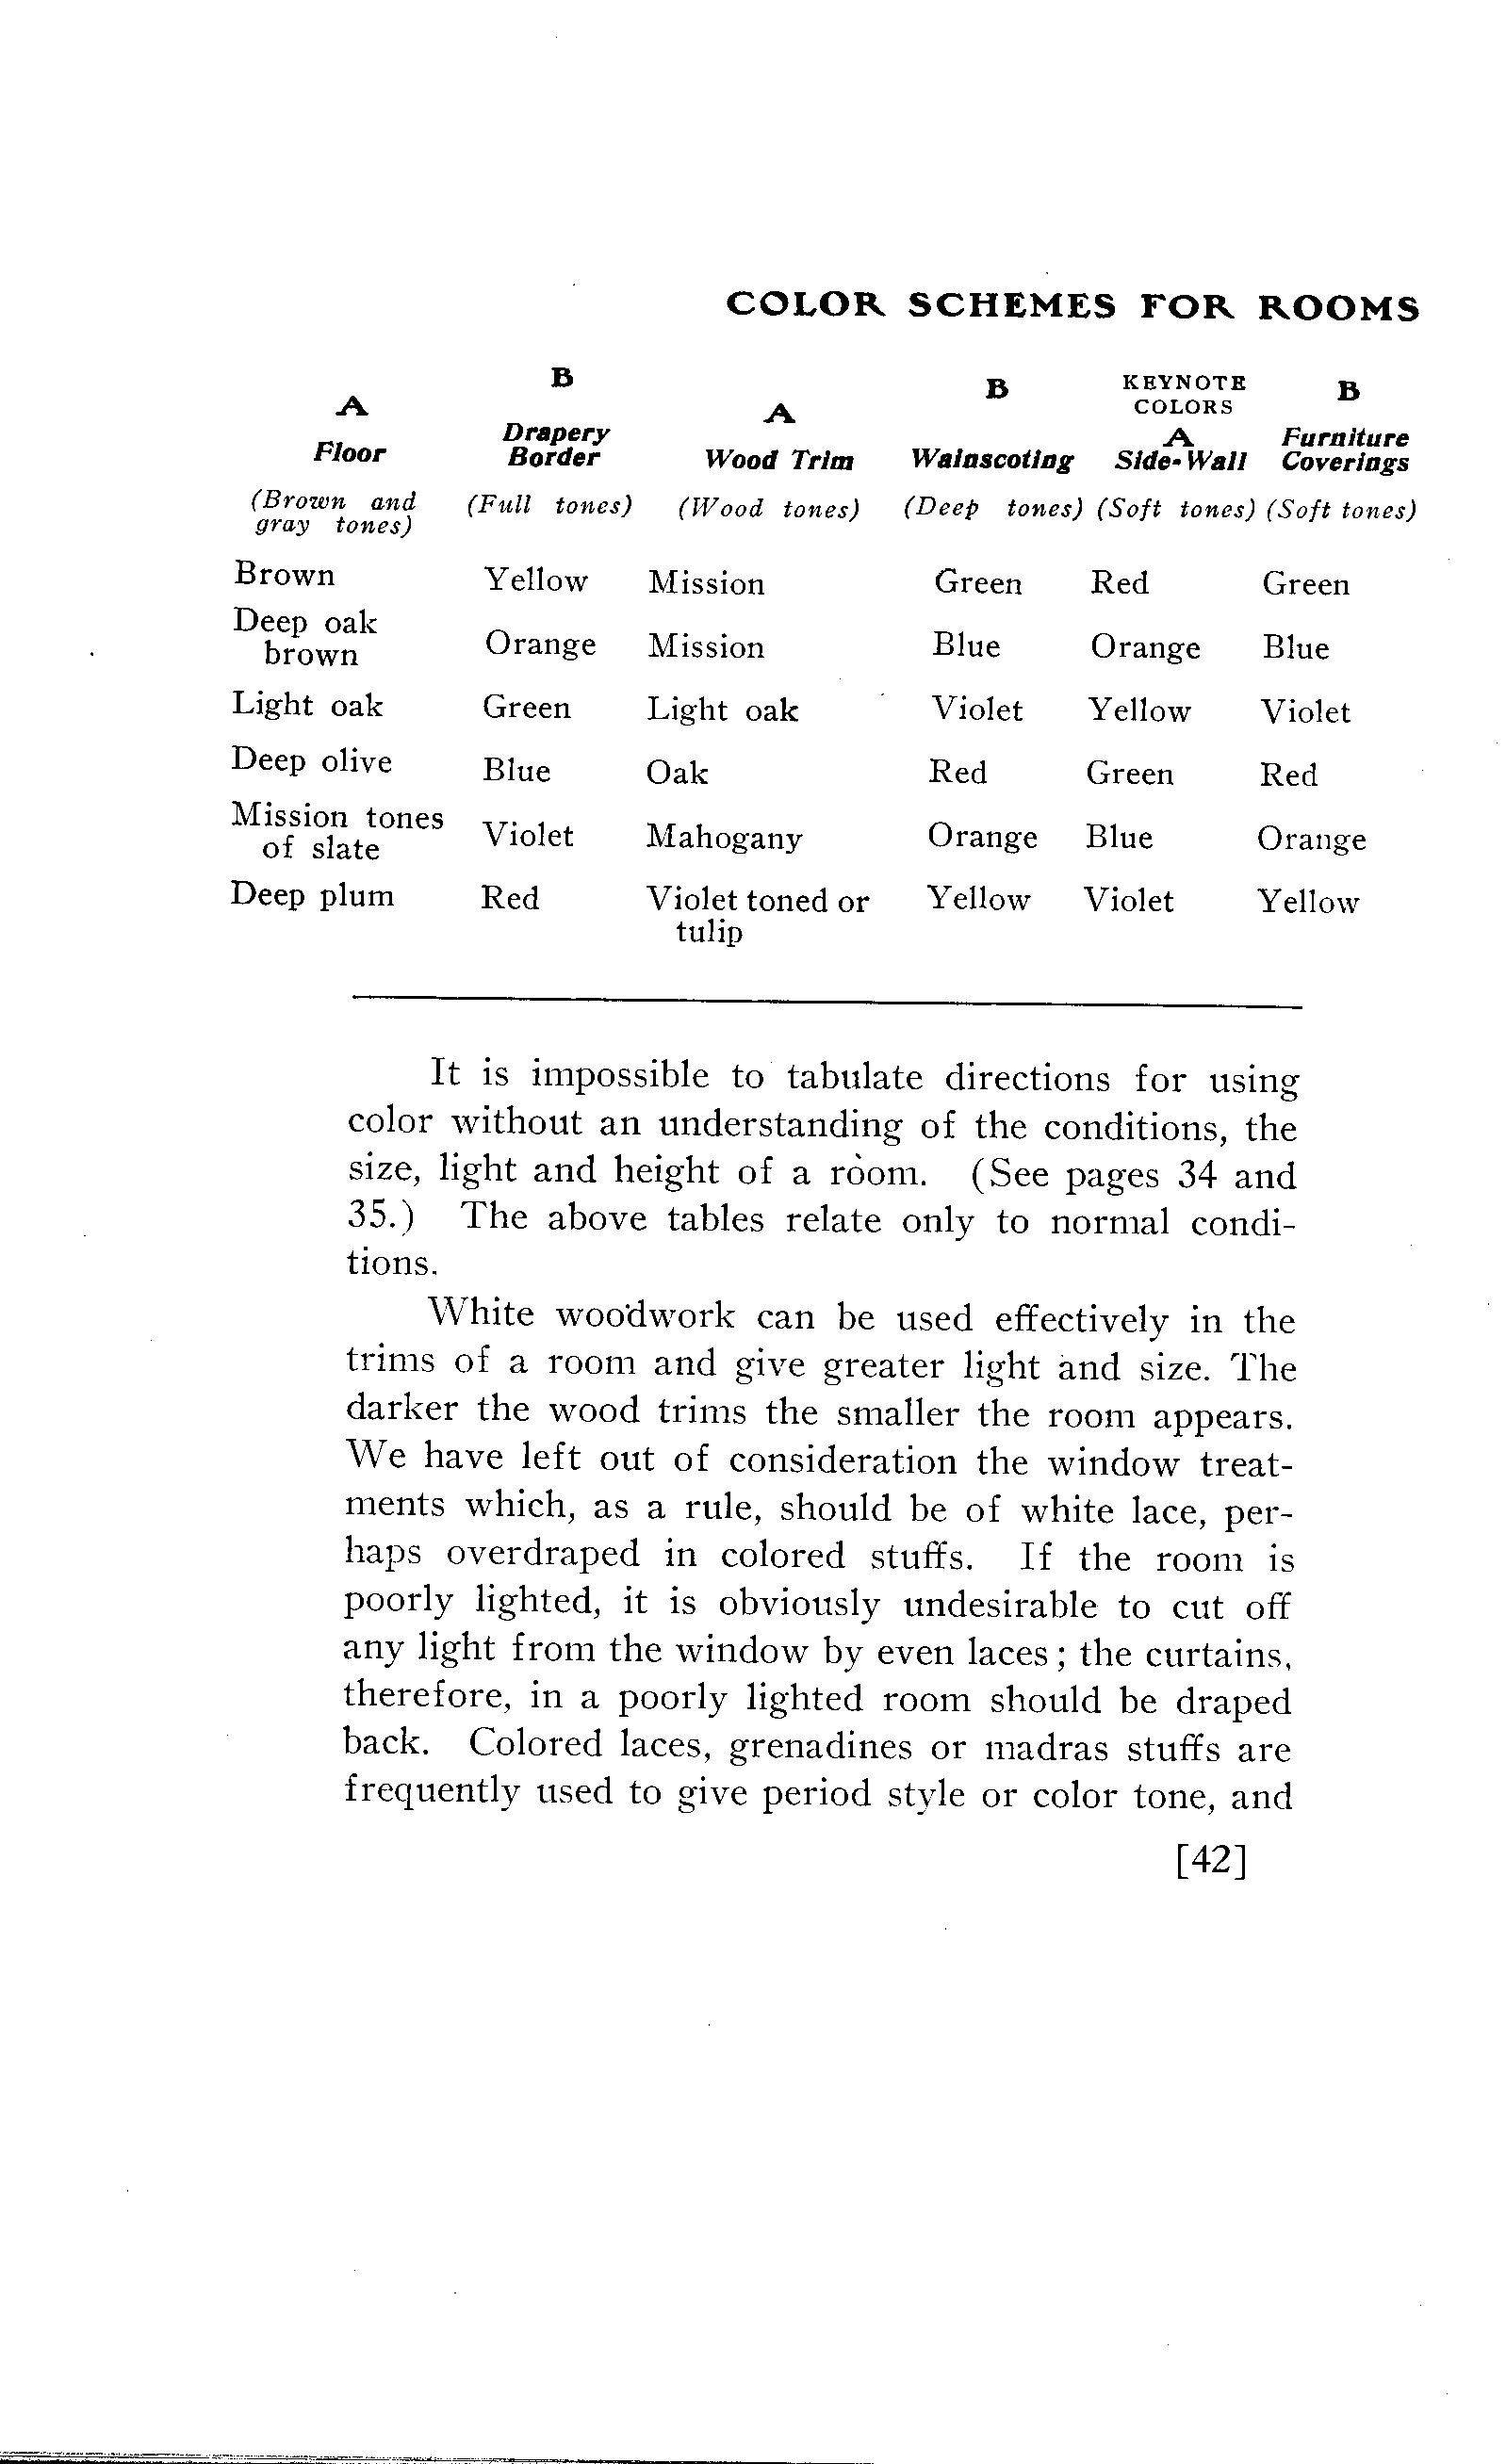 COLOR SCHEMES FOR ROOMS
A B A B KEYNOTE COLORS A B
Floor Drapery Border Wood Trim Wainscoting Side-Wall Furniture Coverings
(Brown and gray tones) (Full tones) (Wood tones) (Deep tones) (Soft tones) (Soft tones)
Brown Yellow Mission Green Red Green
Deep oak brown Orange Mission Blue Orange Blue
Light oak Green Light oak Violet Yellow Violet
Deep olive Blue Oak Red Green Red
Mission tones of slate Violet Mahogany Orange Blue Orange
Deep plum Red Violet toned or tulip Yellow Violet Yellow
It is impossible to tabulate directions for using
color without an understanding of the conditions, the
size, light and height of a room. (See pages 34 and
35.) The above tables relate only to normal condi-
tions.
White woodwork can be used effectively in the
trims of a room and give greater light and size. The
darker the wood trims the smaller the room appears.
We have left out of consideration the window treat-
ments which, as a rule, should be of white lace, per-
haps overdraped in colored stuffs. If the room is
poorly lighted, it is obviously undesirable to cut off
any light from the window by even laces; the curtains,
therefore, in a poorly lighted room should be draped
back. Colored laces, grenadines or madras stuffs are
frequently used to give period style or color tone, and
[42]